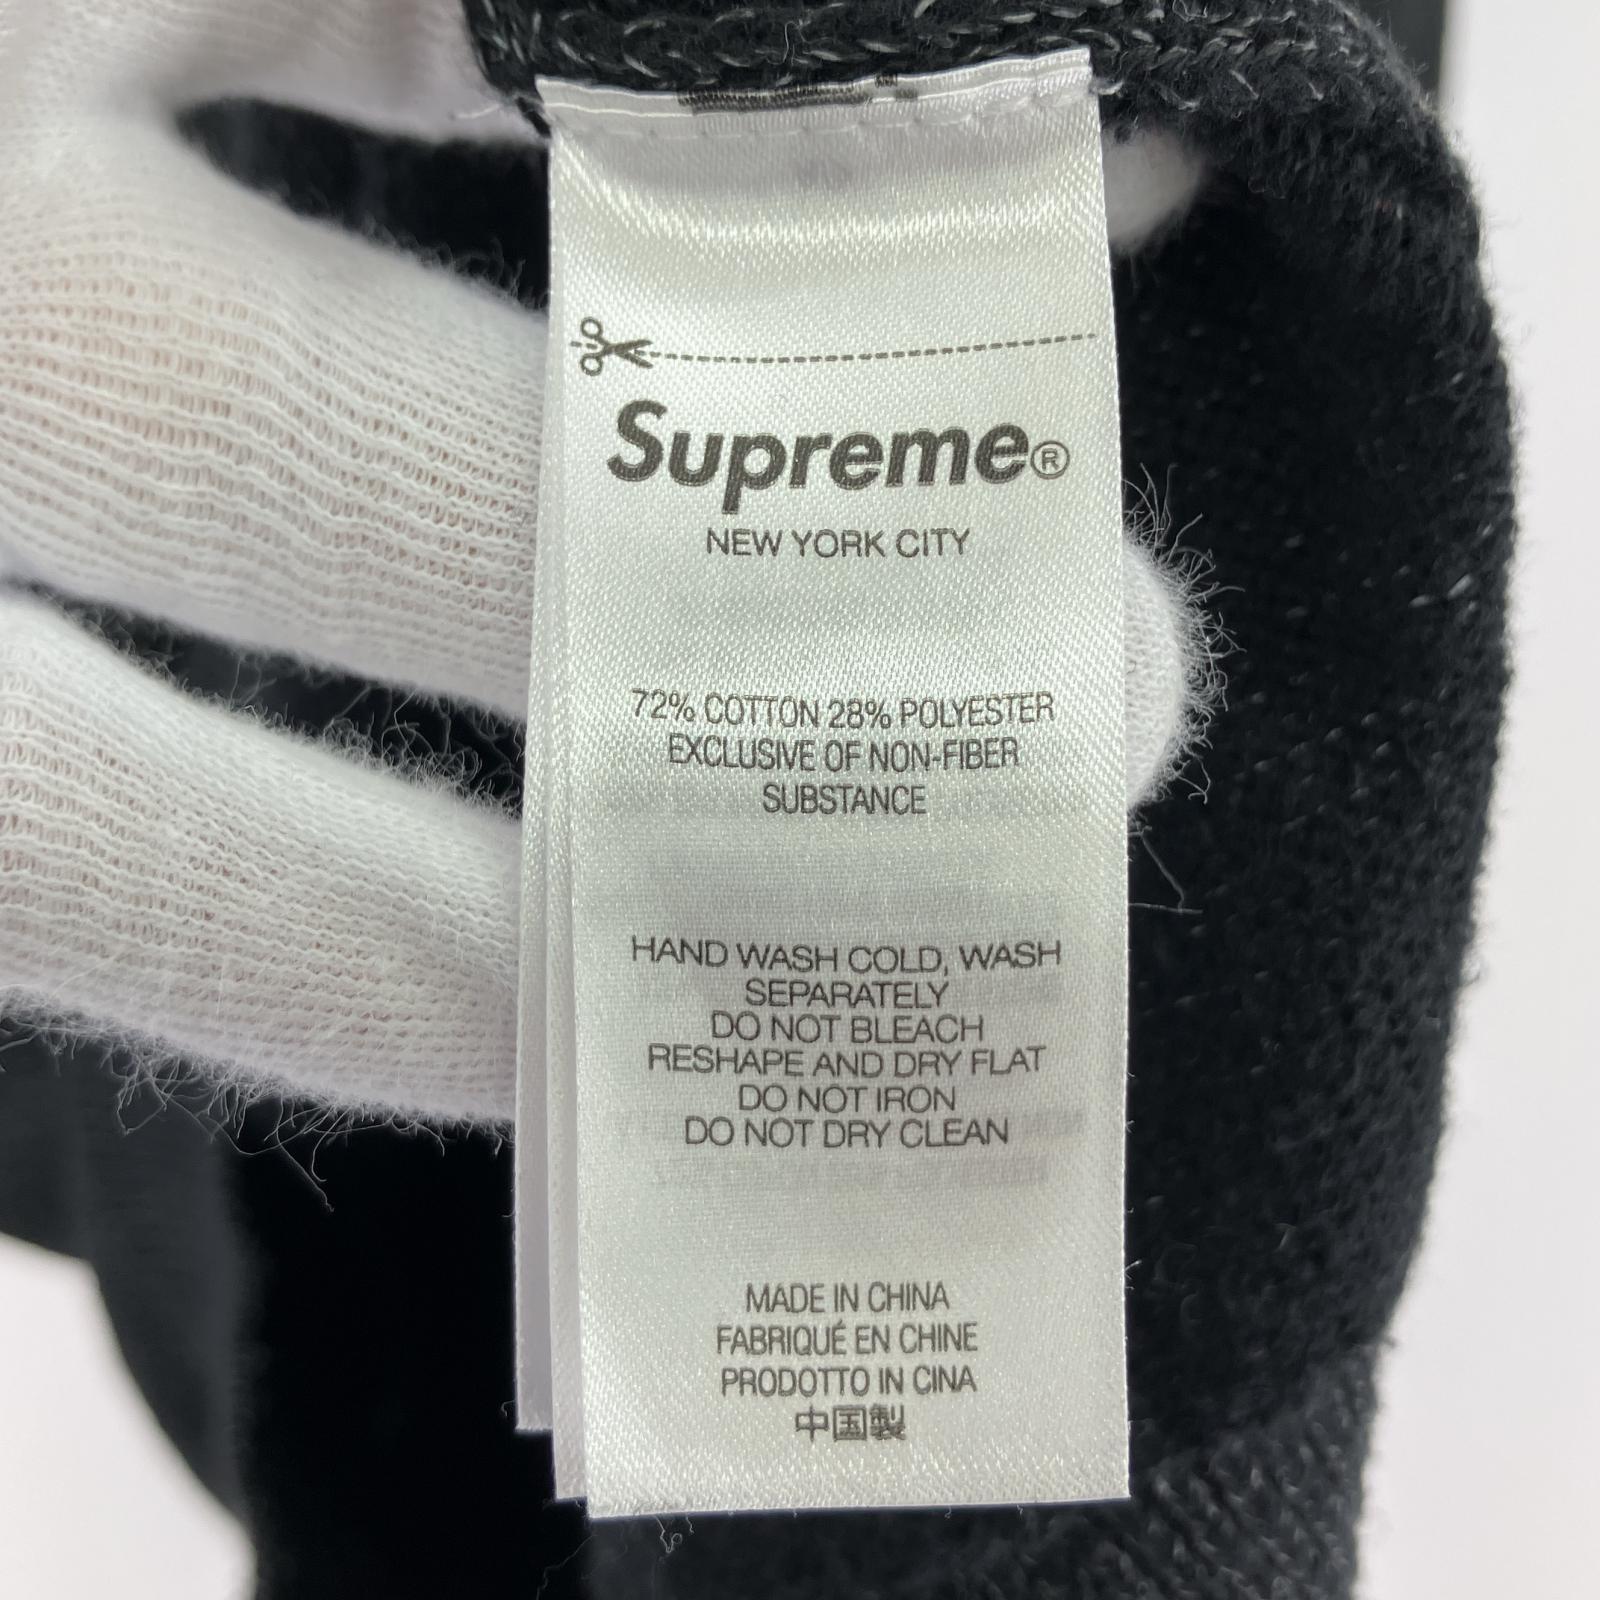 Supreme®
NEW YORK CITY
72% COTTON 28% POLYESTER
EXCLUSIVE OF NON-FIBER
SUBSTANCE
HAND WASH COLD, WASH
SEPARATELY
DO NOT BLEACH
RESHAPE AND DRY FLAT
DO NOT IRON
DO NOT DRY CLEAN
MADE IN CHINA
FABRIQUÉ EN CHINE
PRODOTTO IN CINA
中国製